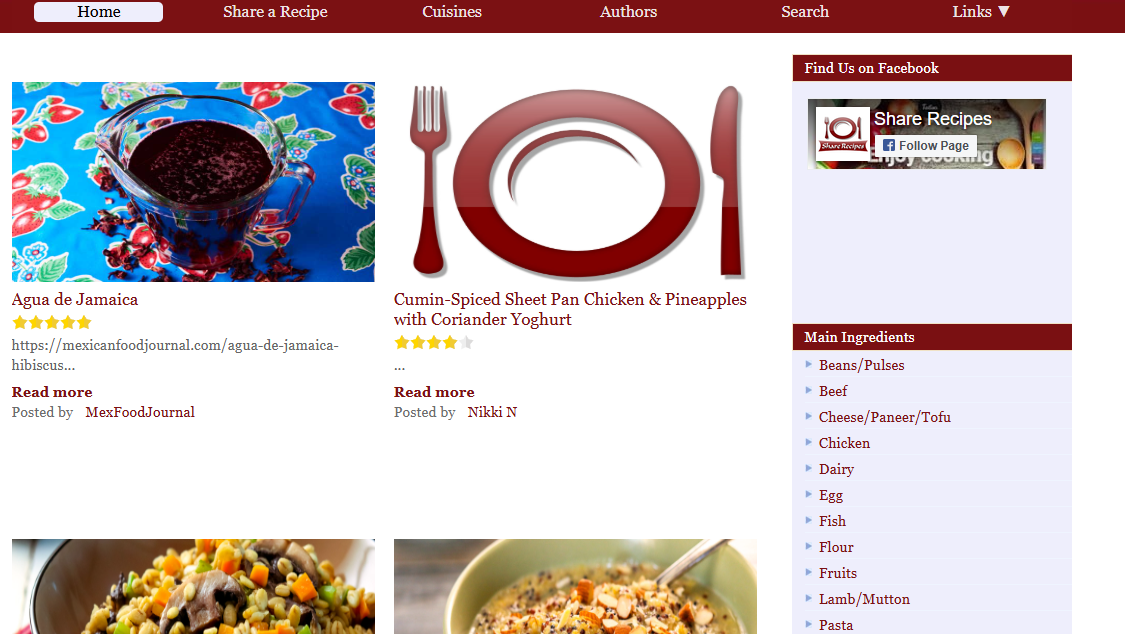 Home
Share a Recipe
Cuisines
Authors
Search
Links ▼
Agua de Jamaica
https://mexicanfoodjournal.com/agua-de-jamaica-
hibiscus...
Read more
Posted by MexFoodJournal
Cumin-Spiced Sheet Pan Chicken & Pineapples
with Coriander Yoghurt
...
Read more
Posted by Nikki N
Find Us on Facebook
Share Recipes
Share Recipes
Follow Page
Enjoy cooking
Main Ingredients
Beans/Pulses
Beef
Cheese/Paneer/Tofu
Chicken
Dairy
Egg
Fish
Flour
Fruits
Lamb/Mutton
Pasta